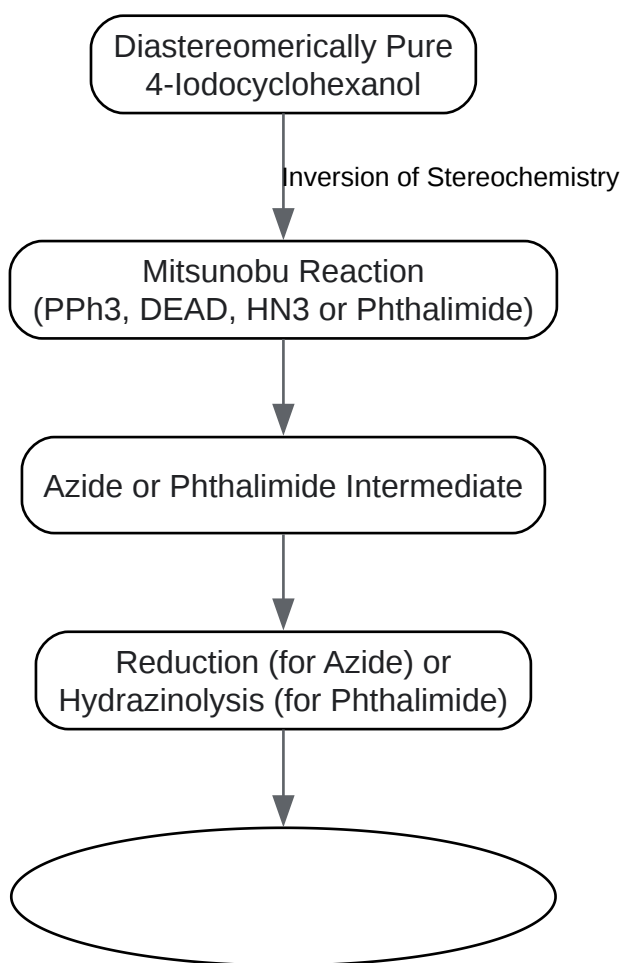 Diastereomerically Pure
4-Iodocyclohexanol
Inversion of Stereochemistry
Mitsunobu Reaction
(PPh3, DEAD, HN3 or Phthalimide)
Azide or Phthalimide Intermediate
Reduction (for Azide) or
Hydrazinolysis (for Phthalimide)